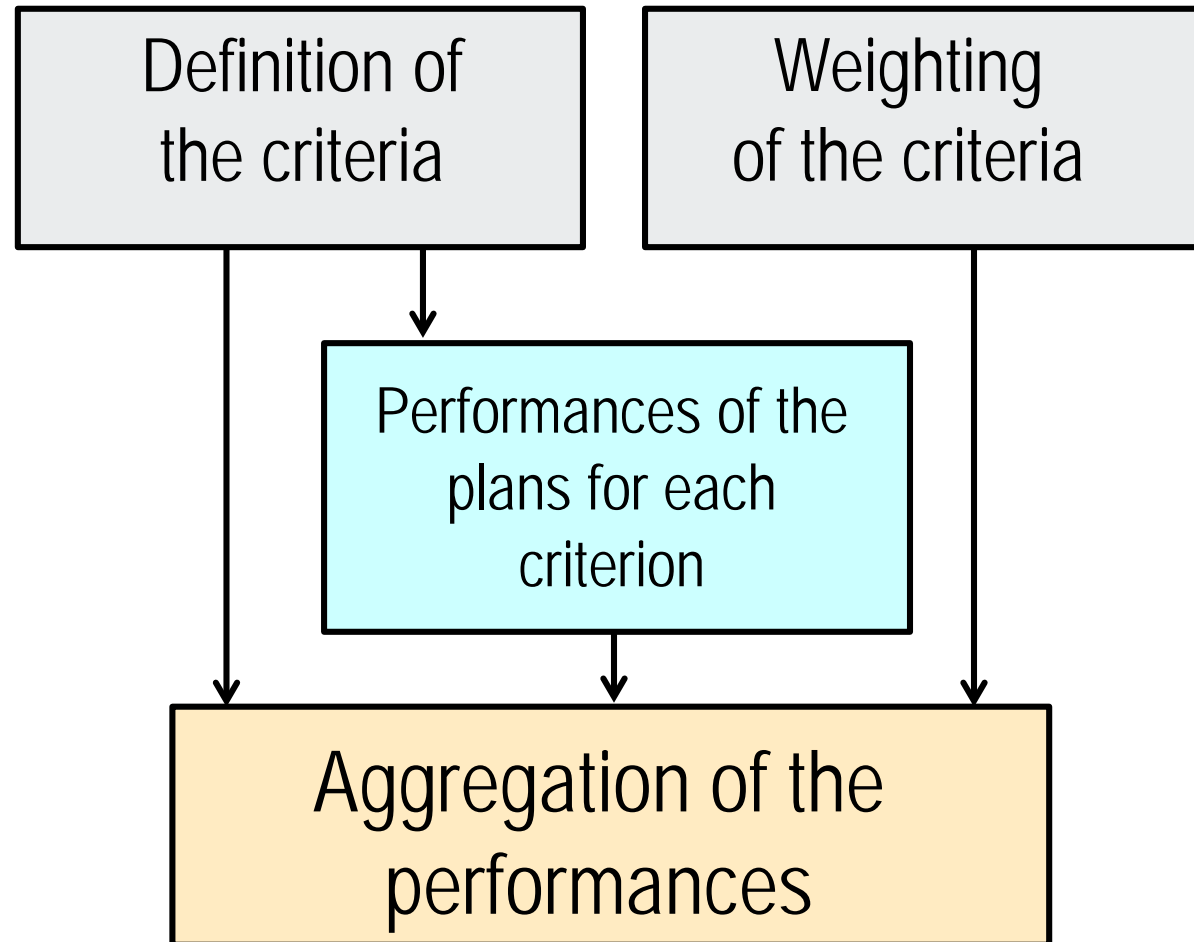 Definition of
the criteria
Weighting
of the criteria
Performances of the
plans for each
criterion
Aggregation of the
performances